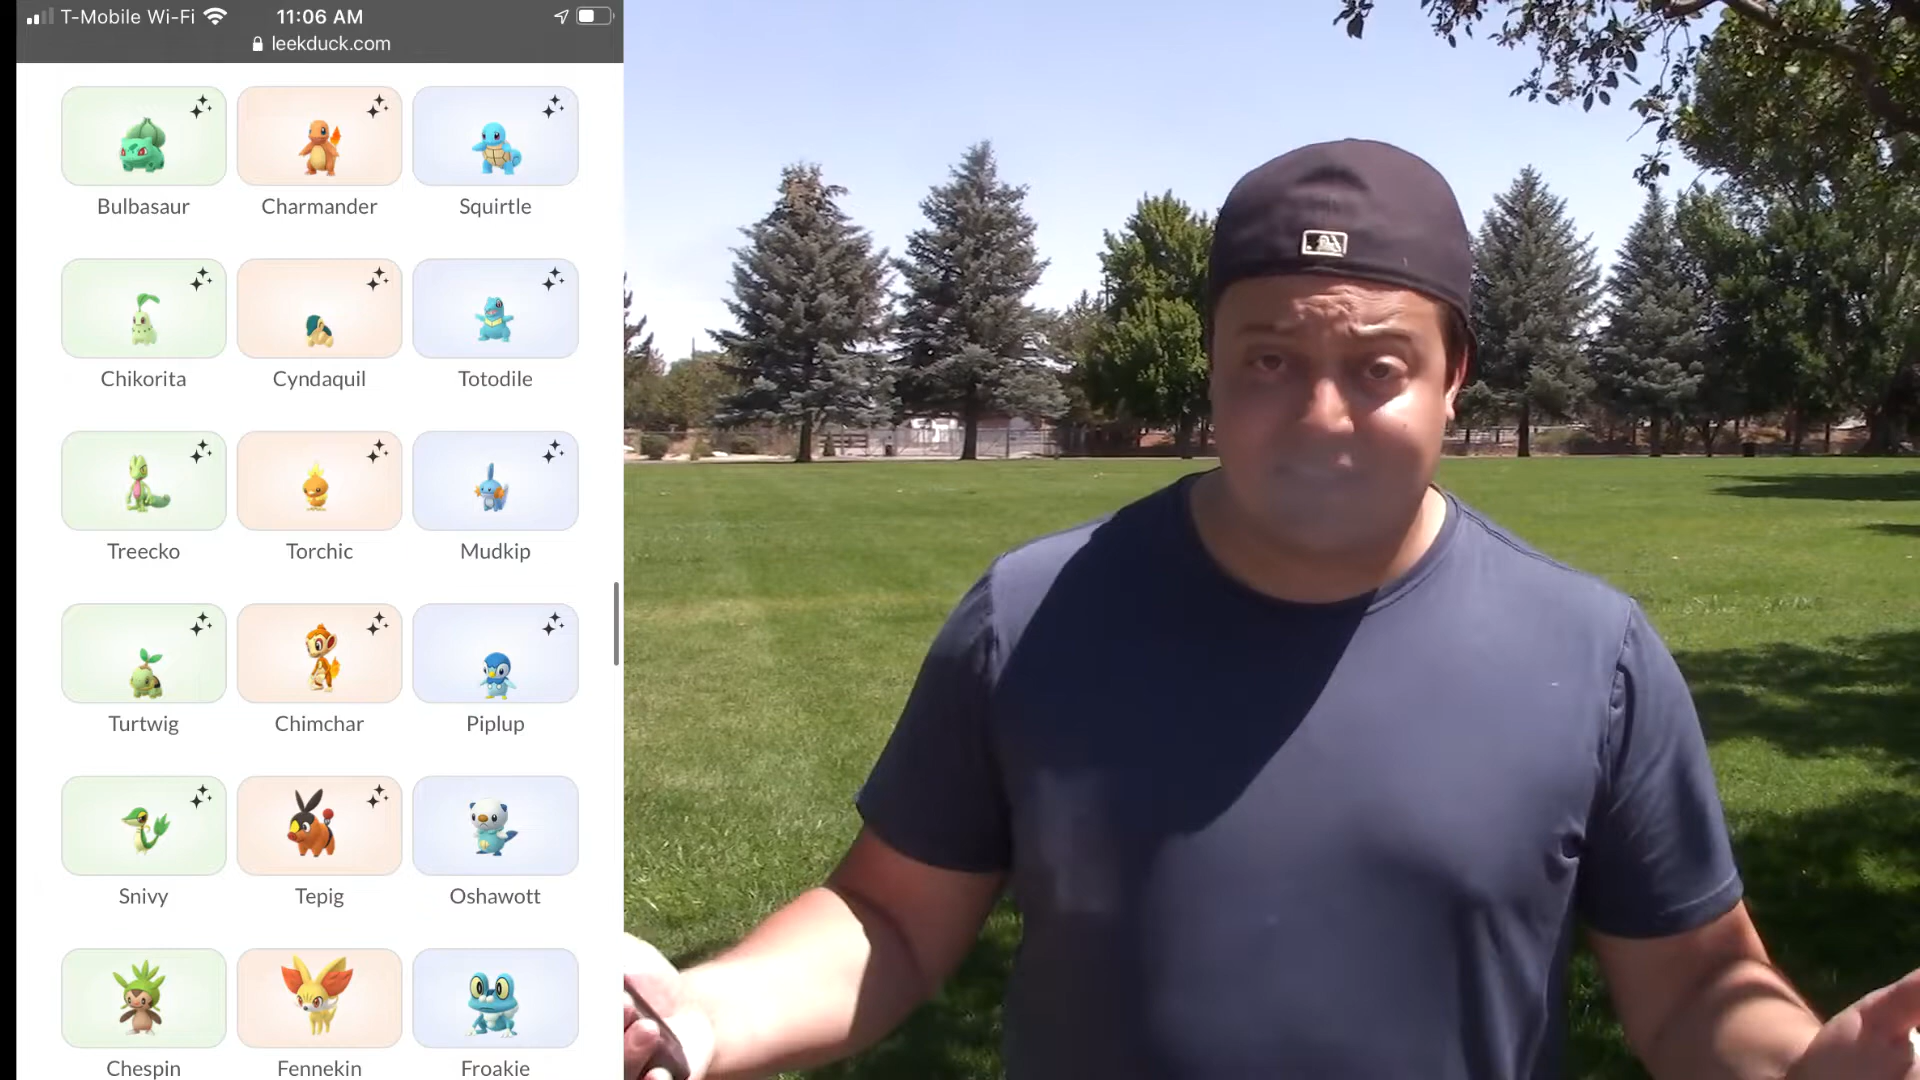 T-Mobile Wi-Fi 11:06 AM
leekduck.com
Bulbasaur Charmander Squirtle
Chikorita Cyndaquil Totodile
Treecko Torchic Mudkip
Turtwig Chimchar Piplup
Snivy Tepig Oshawott
Chespin Fennekin Froakie